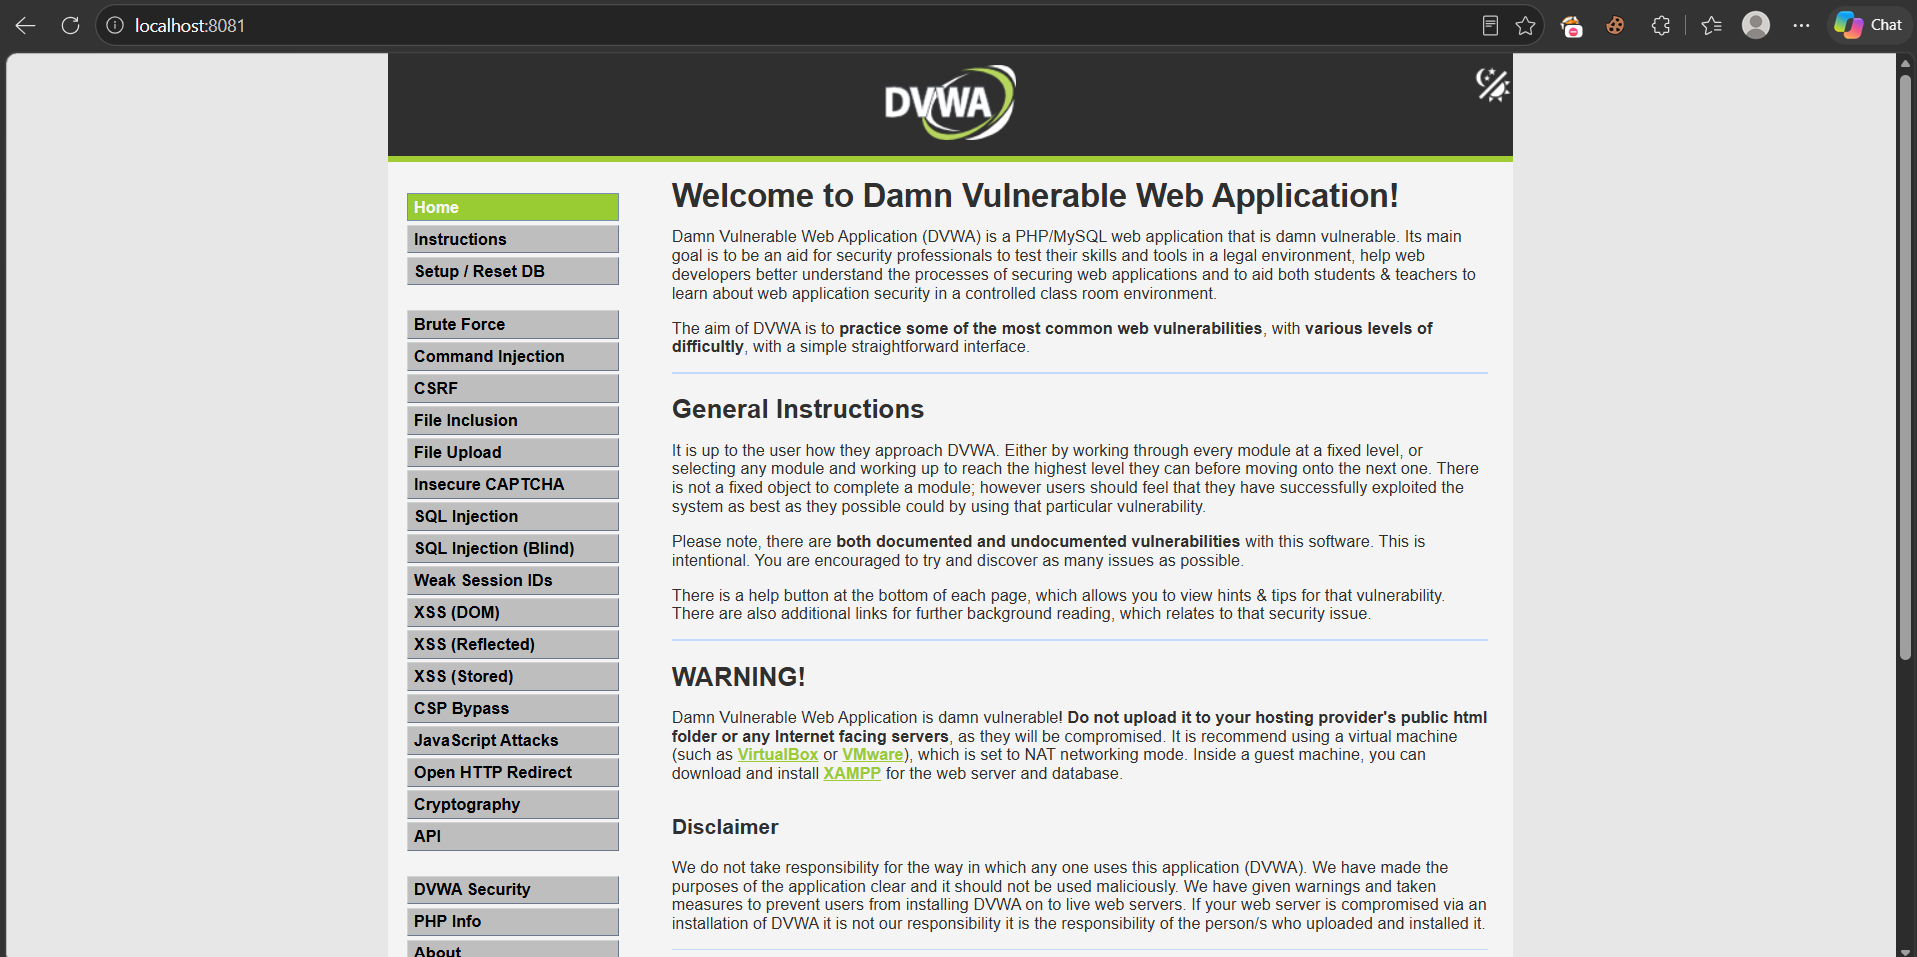 localhost:8081
Chat
DVWA
Home
Instructions
Setup / Reset DB
Brute Force
Command Injection
CSRF
File Inclusion
File Upload
Insecure CAPTCHA
SQL Injection
SQL Injection (Blind)
Weak Session IDs
XSS (DOM)
XSS (Reflected)
XSS (Stored)
CSP Bypass
JavaScript Attacks
Open HTTP Redirect
Cryptography
API
DVWA Security
PHP Info
About
Welcome to Damn Vulnerable Web Application!
Damn Vulnerable Web Application (DVWA) is a PHP/MySQL web application that is damn vulnerable. Its main
goal is to be an aid for security professionals to test their skills and tools in a legal environment, help web
developers better understand the processes of securing web applications and to aid both students & teachers to
learn about web application security in a controlled class room environment.
The aim of DVWA is to practice some of the most common web vulnerabilities, with various levels of
difficultly, with a simple straightforward interface.
General Instructions
It is up to the user how they approach DVWA. Either by working through every module at a fixed level, or
selecting any module and working up to reach the highest level they can before moving onto the next one. There
is not a fixed object to complete a module; however users should feel that they have successfully exploited the
system as best as they possible could by using that particular vulnerability.
Please note, there are both documented and undocumented vulnerabilities with this software. This is
intentional. You are encouraged to try and discover as many issues as possible.
There is a help button at the bottom of each page, which allows you to view hints & tips for that vulnerability.
There are also additional links for further background reading, which relates to that security issue.
WARNING!
Damn Vulnerable Web Application is damn vulnerable! Do not upload it to your hosting provider's public html
folder or any Internet facing servers, as they will be compromised. It is recommend using a virtual machine
(such as VirtualBox or VMware), which is set to NAT networking mode. Inside a guest machine, you can
download and install XAMPP for the web server and database.
Disclaimer
We do not take responsibility for the way in which any one uses this application (DVWA). We have made the
purposes of the application clear and it should not be used maliciously. We have given warnings and taken
measures to prevent users from installing DVWA on to live web servers. If your web server is compromised via an
installation of DVWA it is not our responsibility it is the responsibility of the person/s who uploaded and installed it.